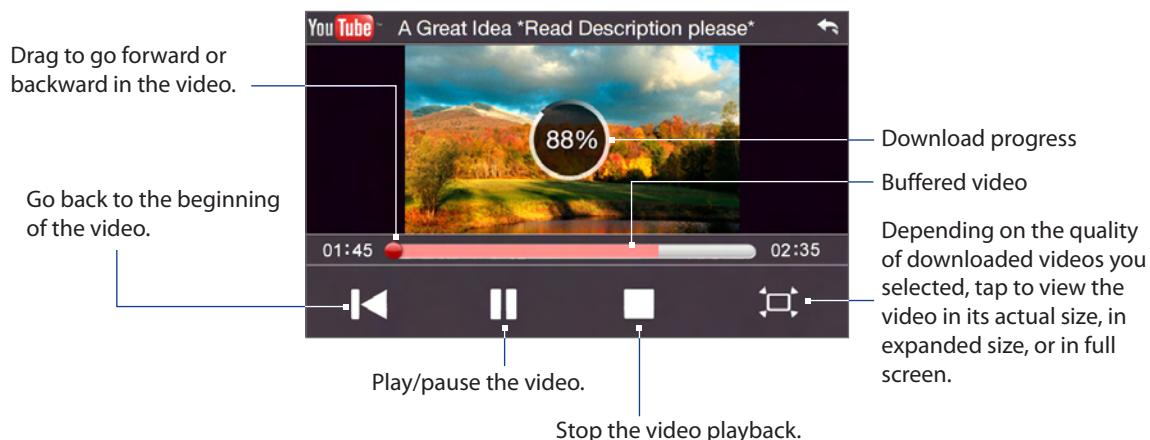 YouTube
A Great Idea *Read Description please*
Drag to go forward or
backward in the video.
88%
Download progress
Buffered video
Go back to the beginning
of the video.
01:45
02:35
Depending on the quality
of downloaded videos you
selected, tap to view the
video in its actual size, in
expanded size, or in full
screen.
Play/pause the video.
Stop the video playback.